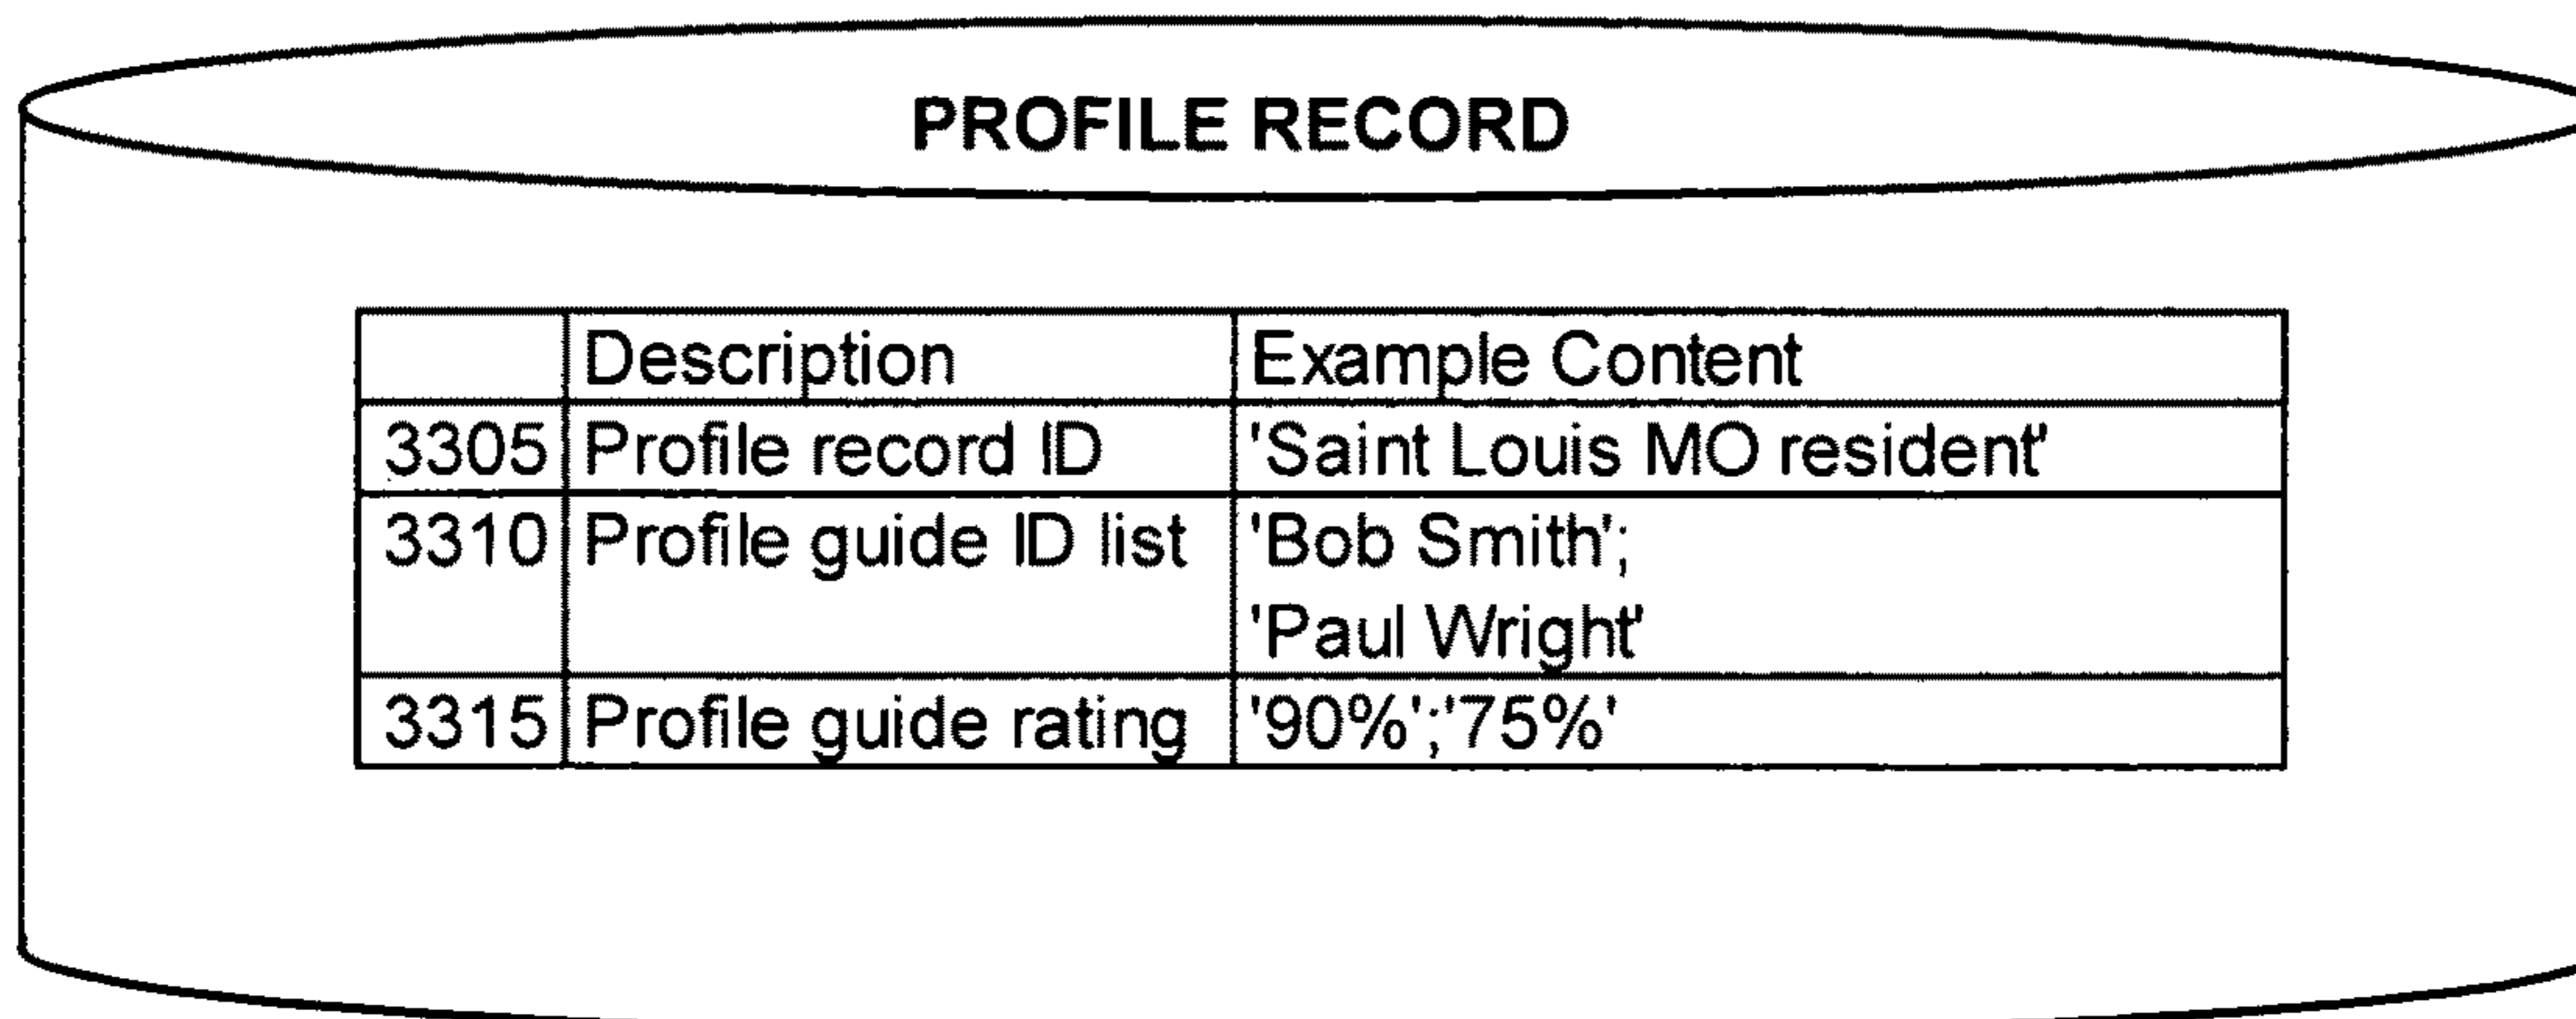 PROFILE RECORD
Description Example Content
3305 Profile record ID 'Saint Louis MO resident'
3310 Profile guide ID list 'Bob Smith';
'Paul Wright'
3315 Profile guide rating '90%';'75%'